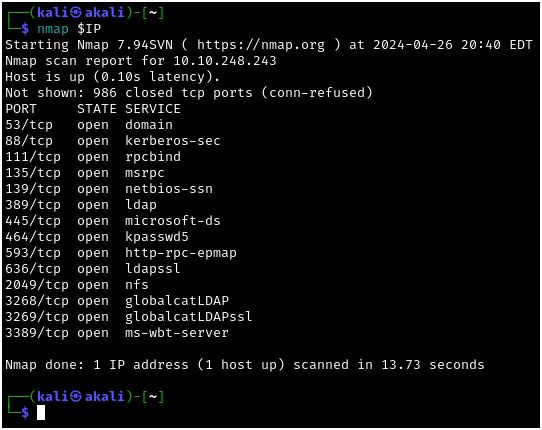 ┌──(kali㉿akali)-[~]
└─$ nmap $IP
Starting Nmap 7.94SVN ( https://nmap.org ) at 2024-04-26 20:40 EDT
Nmap scan report for 10.10.248.243
Host is up (0.10s latency).
Not shown: 986 closed tcp ports (conn-refused)
PORT     STATE SERVICE
53/tcp   open  domain
88/tcp   open  kerberos-sec
111/tcp  open  rpcbind
135/tcp  open  msrpc
139/tcp  open  netbios-ssn
389/tcp  open  ldap
445/tcp  open  microsoft-ds
464/tcp  open  kpasswd5
593/tcp  open  http-rpc-epmap
636/tcp  open  ldapssl
2049/tcp open  nfs
3268/tcp open  globalcatLDAP
3269/tcp open  globalcatLDAPssl
3389/tcp open  ms-wbt-server
Nmap done: 1 IP address (1 host up) scanned in 13.73 seconds
┌──(kali㉿akali)-[~]
└─$